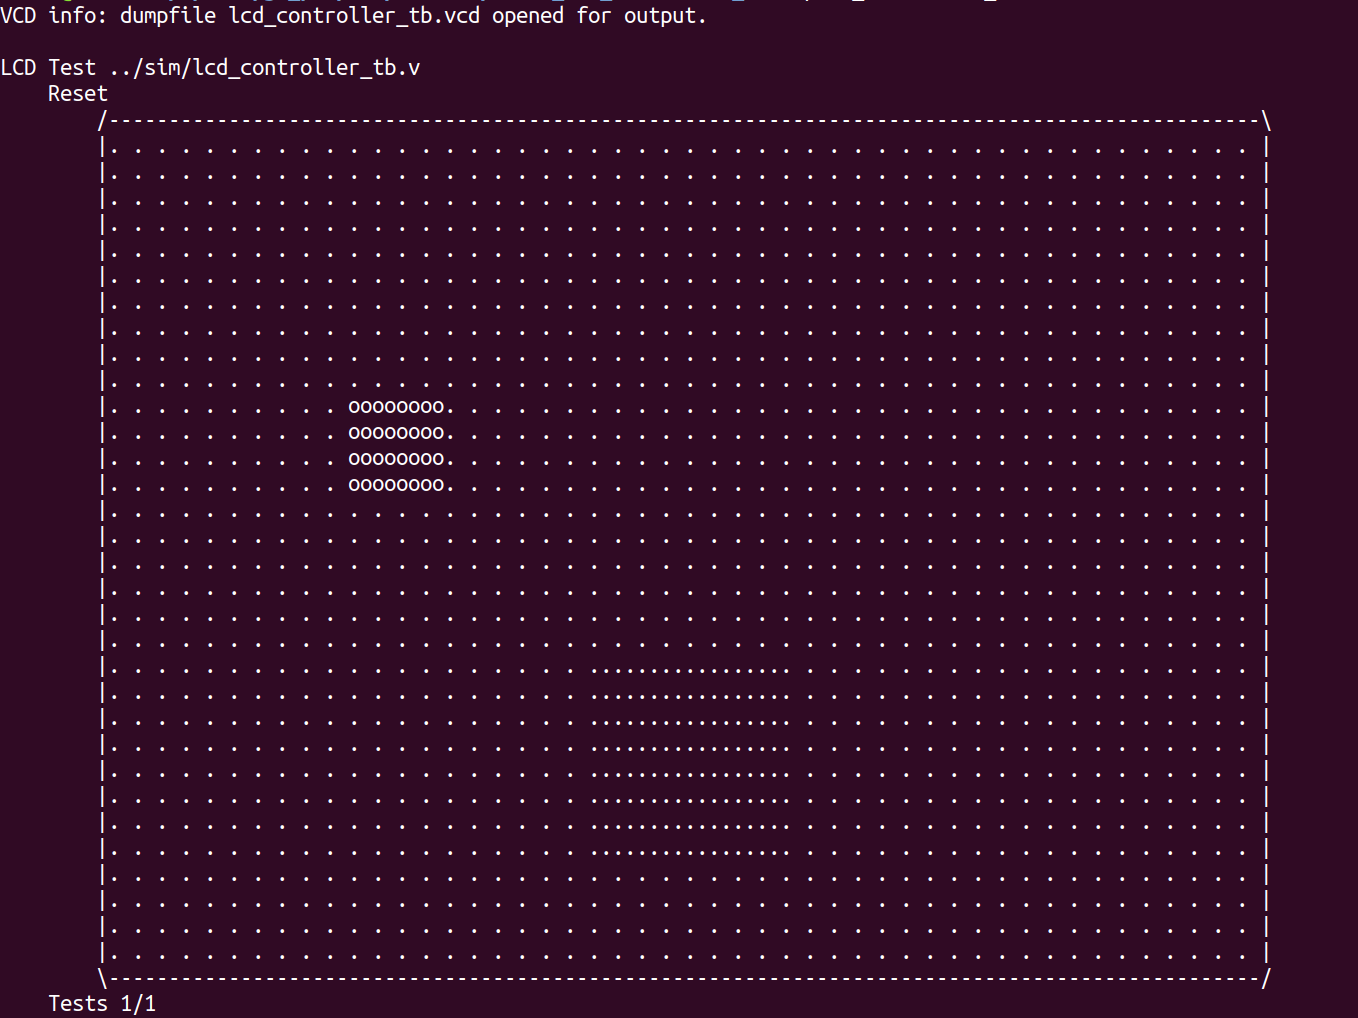 VCD info: dumpfile lcd_controller_tb.vcd opened for output.
LCD Test ../sim/lcd_controller_tb.v
    Reset
        /------------------------------------------------------------------------------------------------\
        |. . . . . . . . . . . . . . . . . . . . . . . . . . . . . . . . . . . . . . . . . . . . . . . . |
        |. . . . . . . . . . . . . . . . . . . . . . . . . . . . . . . . . . . . . . . . . . . . . . . . |
        |. . . . . . . . . . . . . . . . . . . . . . . . . . . . . . . . . . . . . . . . . . . . . . . . |
        |. . . . . . . . . . . . . . . . . . . . . . . . . . . . . . . . . . . . . . . . . . . . . . . . |
        |. . . . . . . . . . . . . . . . . . . . . . . . . . . . . . . . . . . . . . . . . . . . . . . . |
        |. . . . . . . . . . . . . . . . . . . . . . . . . . . . . . . . . . . . . . . . . . . . . . . . |
        |. . . . . . . . . . . . . . . . . . . . . . . . . . . . . . . . . . . . . . . . . . . . . . . . |
        |. . . . . . . . . . . . . . . . . . . . . . . . . . . . . . . . . . . . . . . . . . . . . . . . |
        |. . . . . . . . . . . . . . . . . . . . . . . . . . . . . . . . . . . . . . . . . . . . . . . . |
        |. . . . . . . . . . . . . . . . . . . . . . . . . . . . . . . . . . . . . . . . . . . . . . . . |
        |. . . . . . . . . . oooooooo. . . . . . . . . . . . . . . . . . . . . . . . . . . . . . . . . . |
        |. . . . . . . . . . oooooooo. . . . . . . . . . . . . . . . . . . . . . . . . . . . . . . . . . |
        |. . . . . . . . . . oooooooo. . . . . . . . . . . . . . . . . . . . . . . . . . . . . . . . . . |
        |. . . . . . . . . . oooooooo. . . . . . . . . . . . . . . . . . . . . . . . . . . . . . . . . . |
        |. . . . . . . . . . . . . . . . . . . . . . . . . . . . . . . . . . . . . . . . . . . . . . . . |
        |. . . . . . . . . . . . . . . . . . . . . . . . . . . . . . . . . . . . . . . . . . . . . . . . |
        |. . . . . . . . . . . . . . . . . . . . . . . . . . . . . . . . . . . . . . . . . . . . . . . . |
        |. . . . . . . . . . . . . . . . . . . . . . . . . . . . . . . . . . . . . . . . . . . . . . . . |
        |. . . . . . . . . . . . . . . . . . . . . . . . . . . . . . . . . . . . . . . . . . . . . . . . |
        |. . . . . . . . . . . . . . . . . . . . . . . . . . . . . . . . . . . . . . . . . . . . . . . . |
        |. . . . . . . . . . . . . . . . . . . . ................. . . . . . . . . . . . . . . . . . . . |
        |. . . . . . . . . . . . . . . . . . . . ................. . . . . . . . . . . . . . . . . . . . |
        |. . . . . . . . . . . . . . . . . . . . ................. . . . . . . . . . . . . . . . . . . . |
        |. . . . . . . . . . . . . . . . . . . . ................. . . . . . . . . . . . . . . . . . . . |
        |. . . . . . . . . . . . . . . . . . . . ................. . . . . . . . . . . . . . . . . . . . |
        |. . . . . . . . . . . . . . . . . . . . ................. . . . . . . . . . . . . . . . . . . . |
        |. . . . . . . . . . . . . . . . . . . . ................. . . . . . . . . . . . . . . . . . . . |
        |. . . . . . . . . . . . . . . . . . . . ................. . . . . . . . . . . . . . . . . . . . |
        |. . . . . . . . . . . . . . . . . . . . . . . . . . . . . . . . . . . . . . . . . . . . . . . . |
        |. . . . . . . . . . . . . . . . . . . . . . . . . . . . . . . . . . . . . . . . . . . . . . . . |
        |. . . . . . . . . . . . . . . . . . . . . . . . . . . . . . . . . . . . . . . . . . . . . . . . |
        |. . . . . . . . . . . . . . . . . . . . . . . . . . . . . . . . . . . . . . . . . . . . . . . . |
        \------------------------------------------------------------------------------------------------/
    Tests 1/1